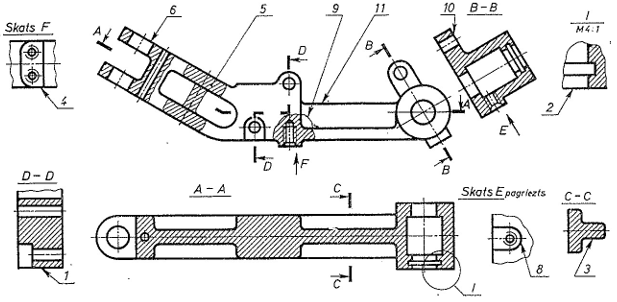 Skats F
A
6
5
D
9
11
B
10
B-B
I
M4:1
4
A
E
2
D
F
B
D-D
A-A
C
Skats E pagriezts
C-C
1
C
I
8
3